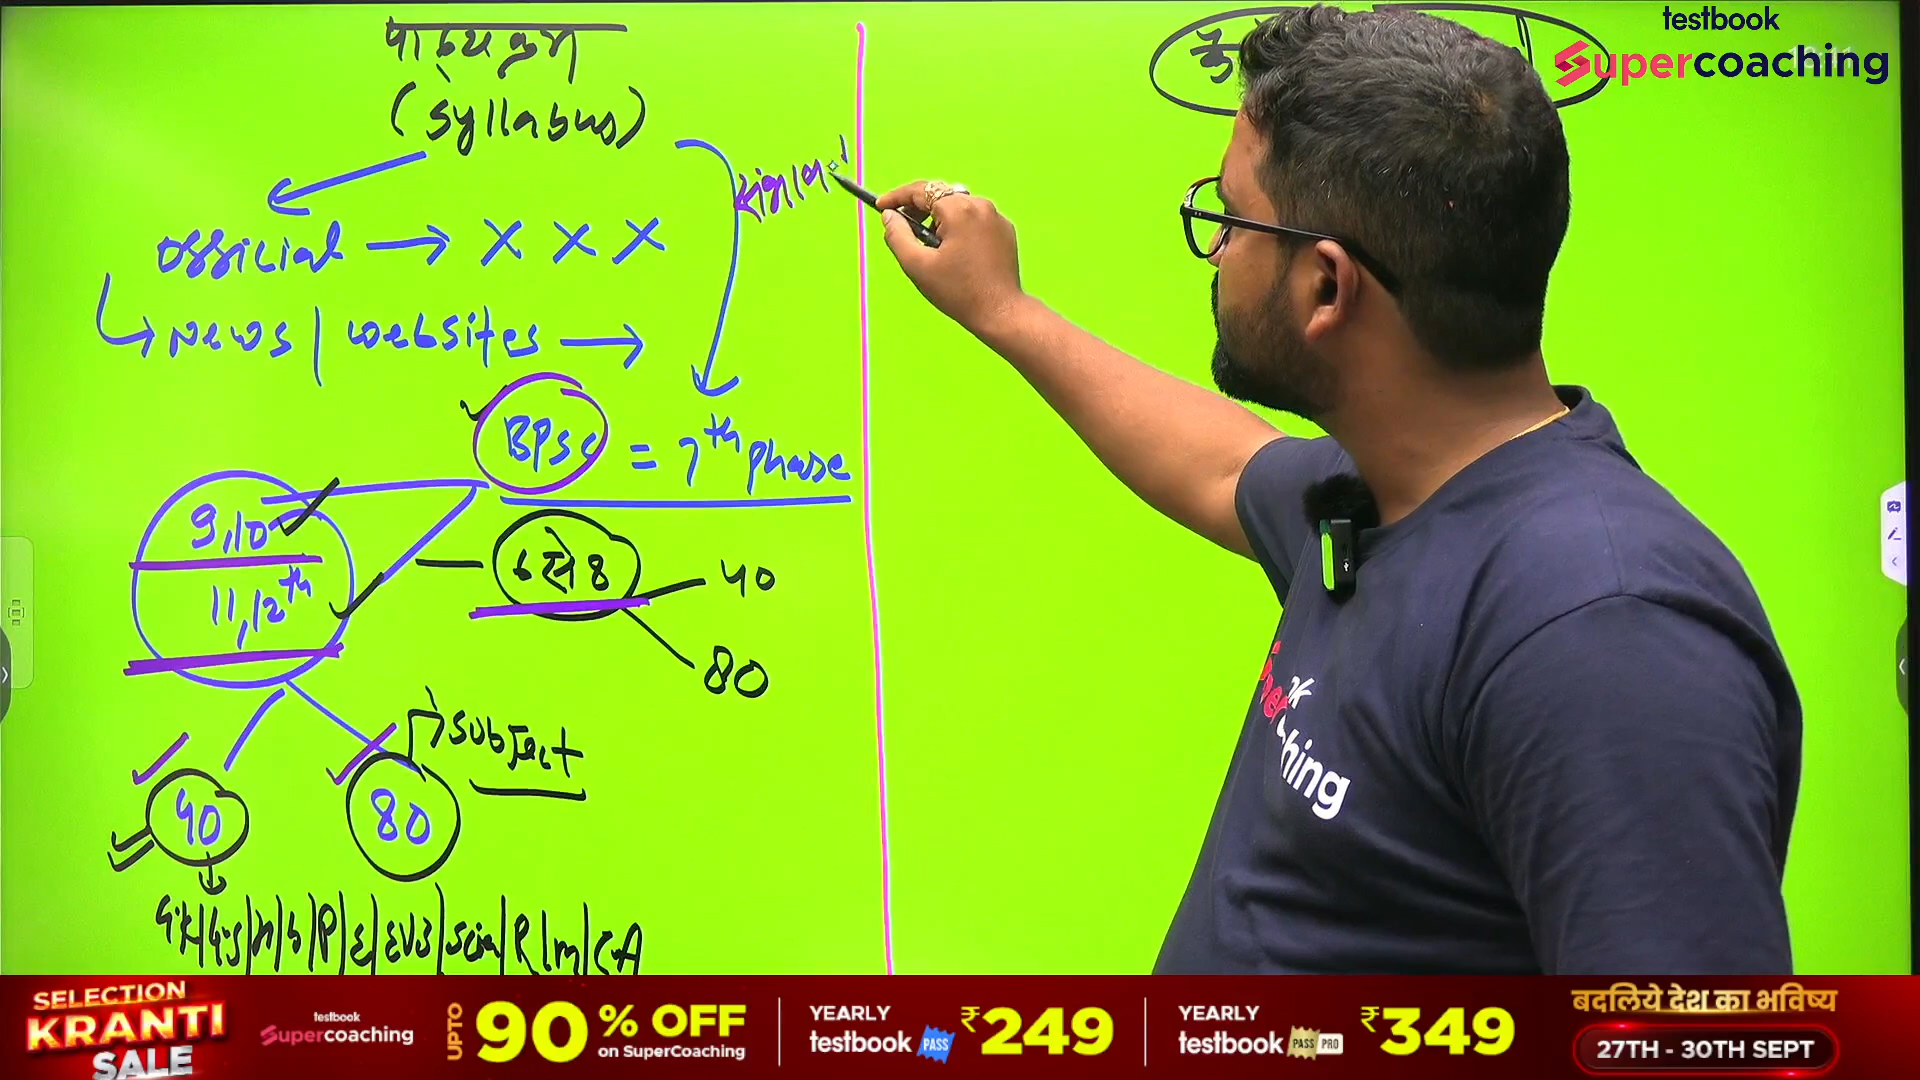 testbook
Supercoaching
पाठ्यक्रम
(Syllabus)
official → × × ×
News | websites →
BPSC = 7th phase
9,10
11,12th
6 से 8
40
80
Subject
40
80
SELECTION
KRANTI
SALE
testbook
Supercoaching
UPTO 90% OFF
on SuperCoaching
YEARLY
testbook PASS
₹249
YEARLY
testbook PASS PRO
₹349
बदलिये देश का भविष्य
27TH - 30TH SEPT